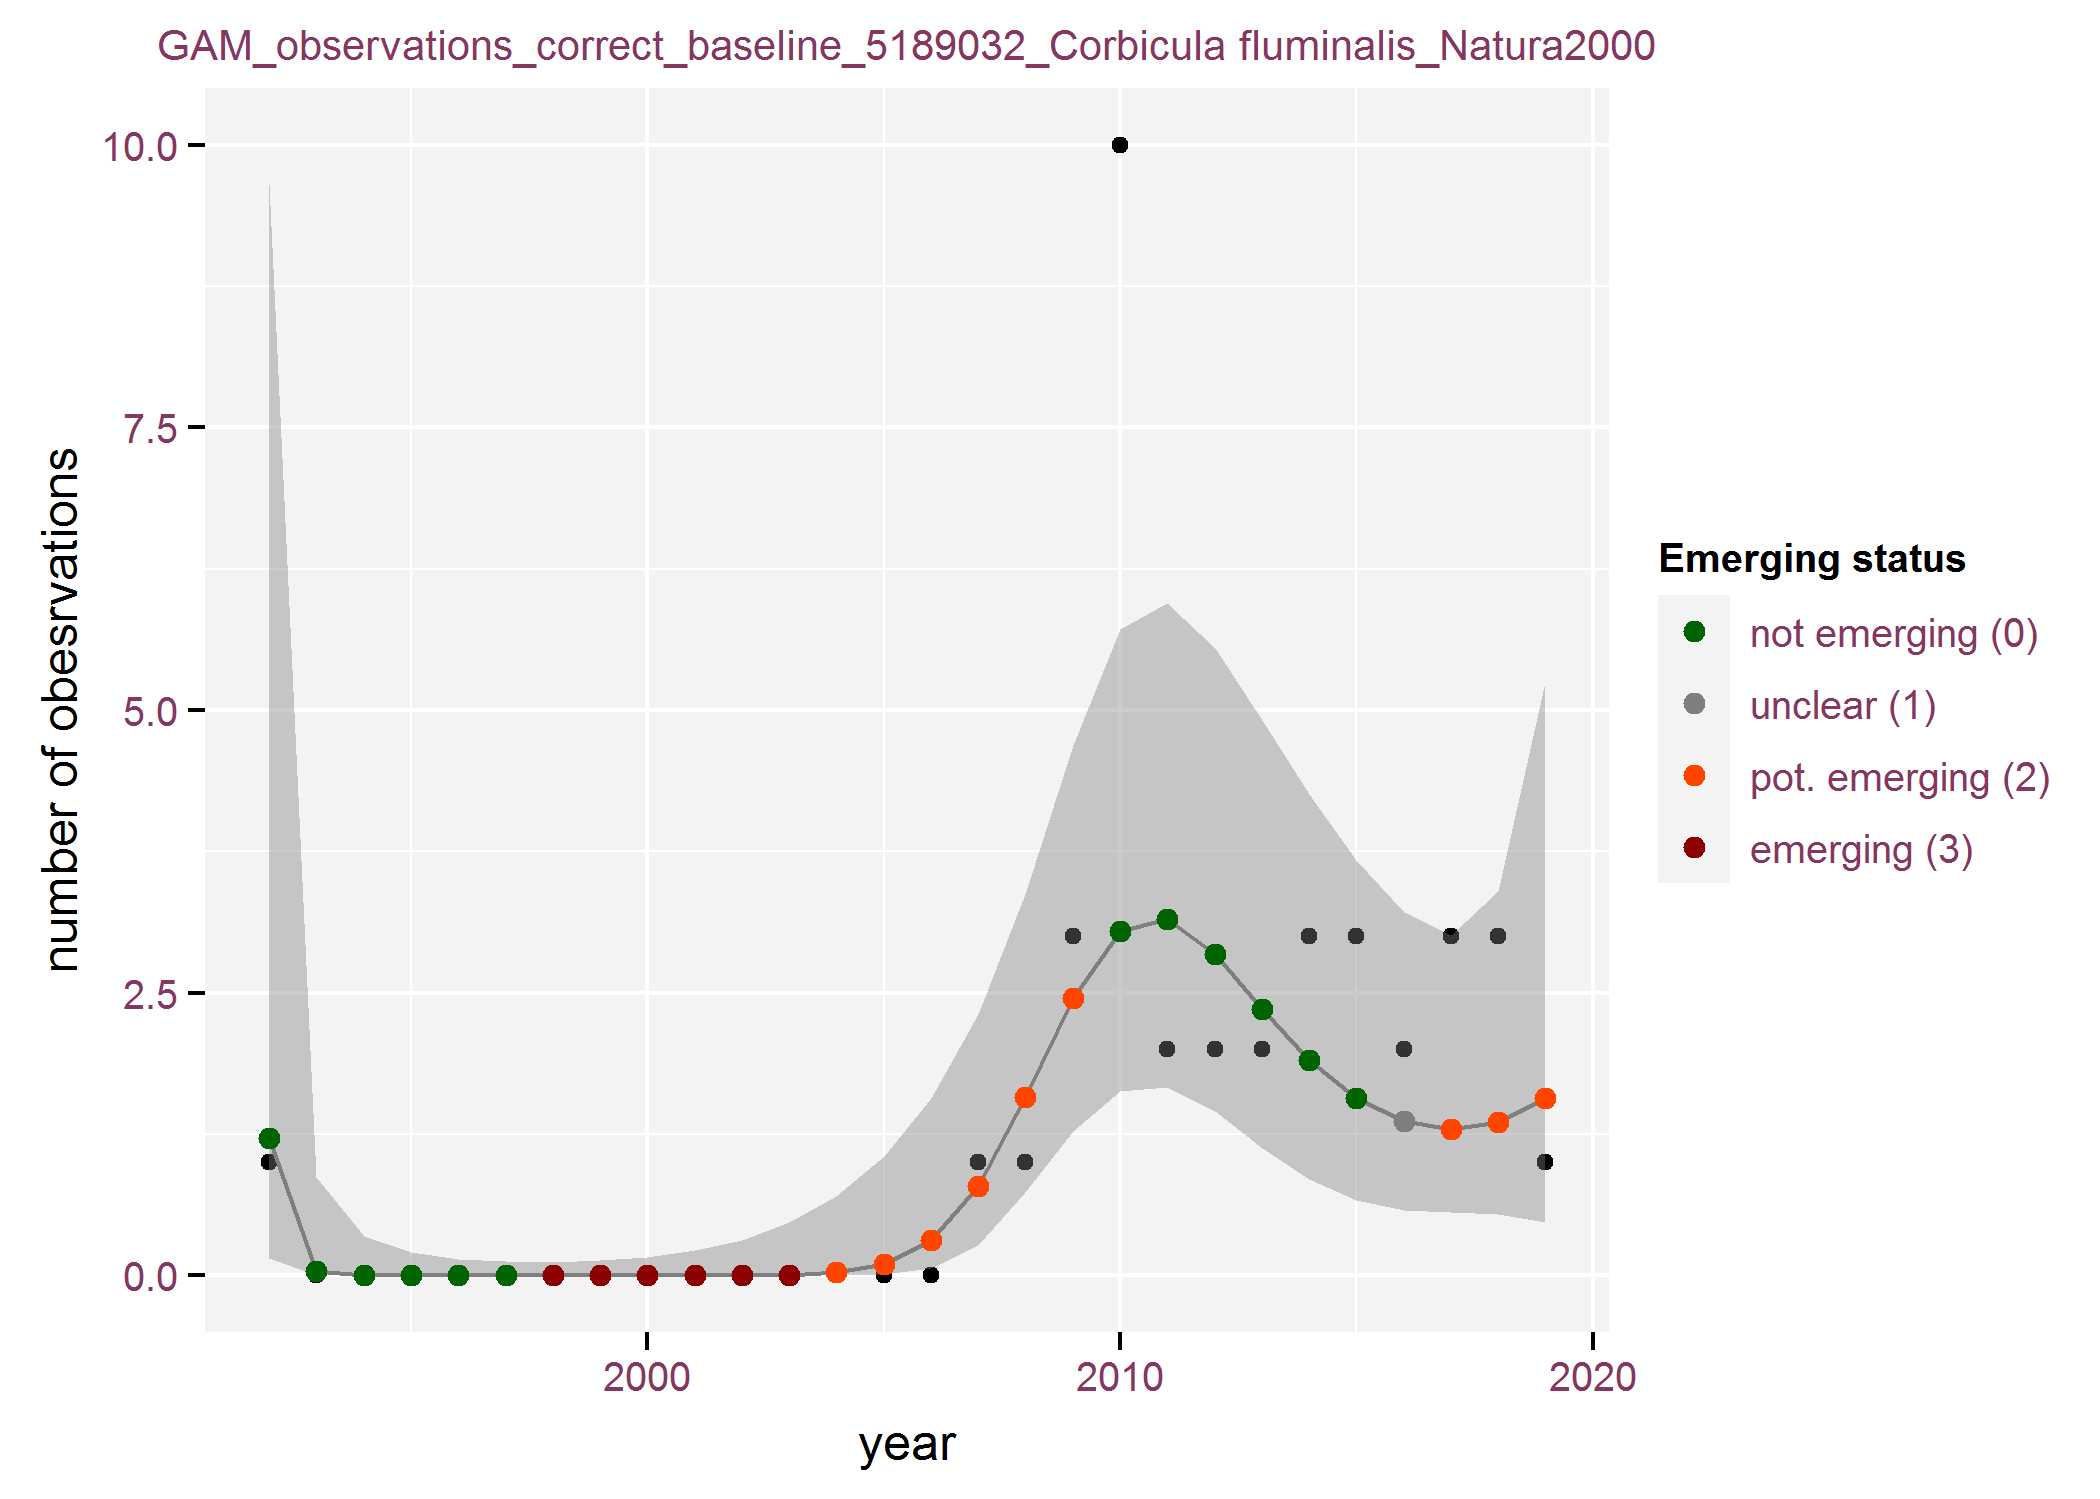 GAM_observations_correct_baseline_5189032_Corbicula fluminalis_Natura2000
10.0
7.5
5.0
2.5
0.0
number of obesrvations
2000
2010
2020
year
Emerging status
not emerging (0)
unclear (1)
pot. emerging (2)
emerging (3)